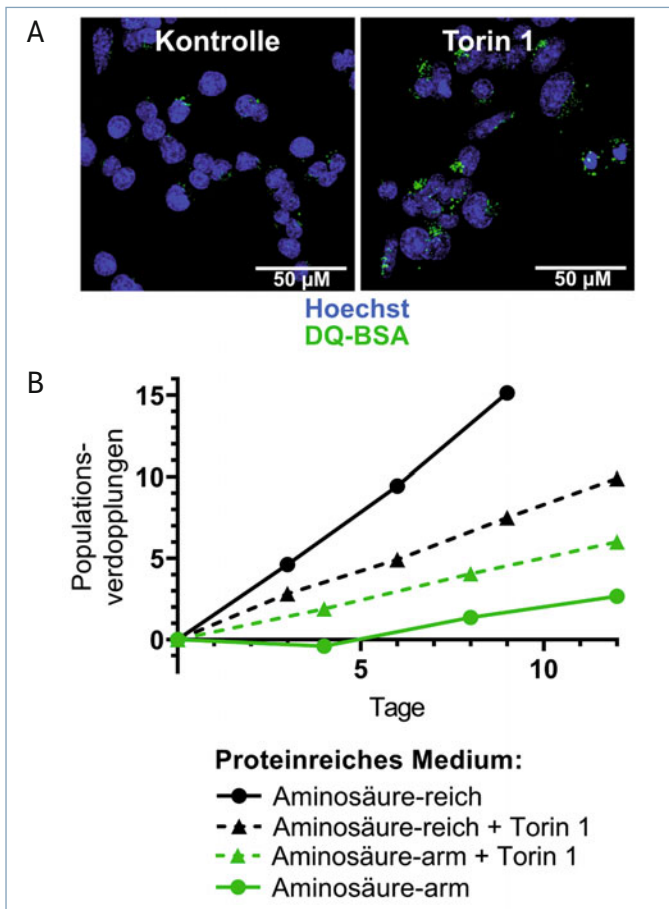 A
Kontrolle
Torin 1
50 µM
50 µM
Hoechst
DQ-BSA
B
Populations-
verdopplungen
15
10
5
0
5
10
Tage
Proteinreiches Medium:
Aminosäure-reich
Aminosäure-reich + Torin 1
Aminosäure-arm + Torin 1
Aminosäure-arm